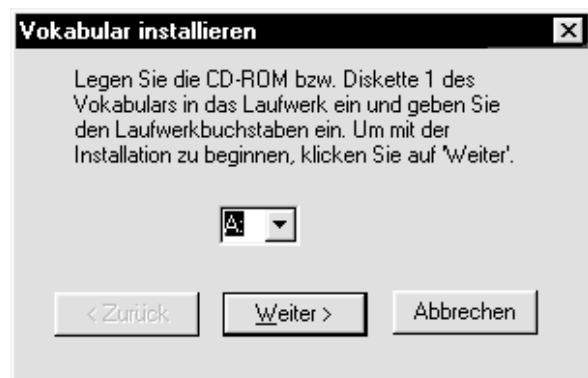 Vokabular installieren
Legen Sie die CD-ROM bzw. Diskette 1 des
Vokabulars in das Laufwerk ein und geben Sie
den Laufwerkbuchstaben ein. Um mit der
Installation zu beginnen, klicken Sie auf 'Weiter'.
A:
< Zurück Weiter > Abbrechen